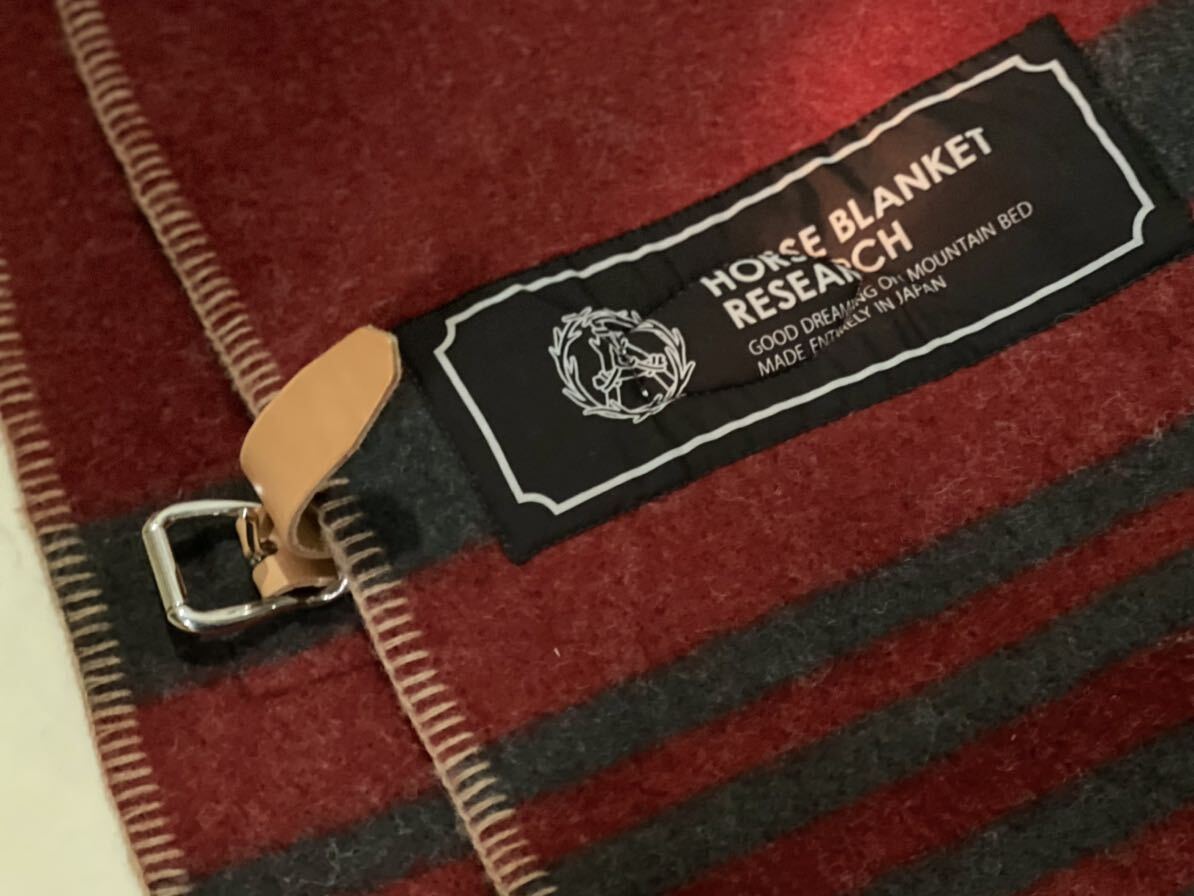 HORSE BLANKET
RESEARCH
GOOD DREAMING ON MOUNTAIN BED
MADE ENTIRELY IN JAPAN